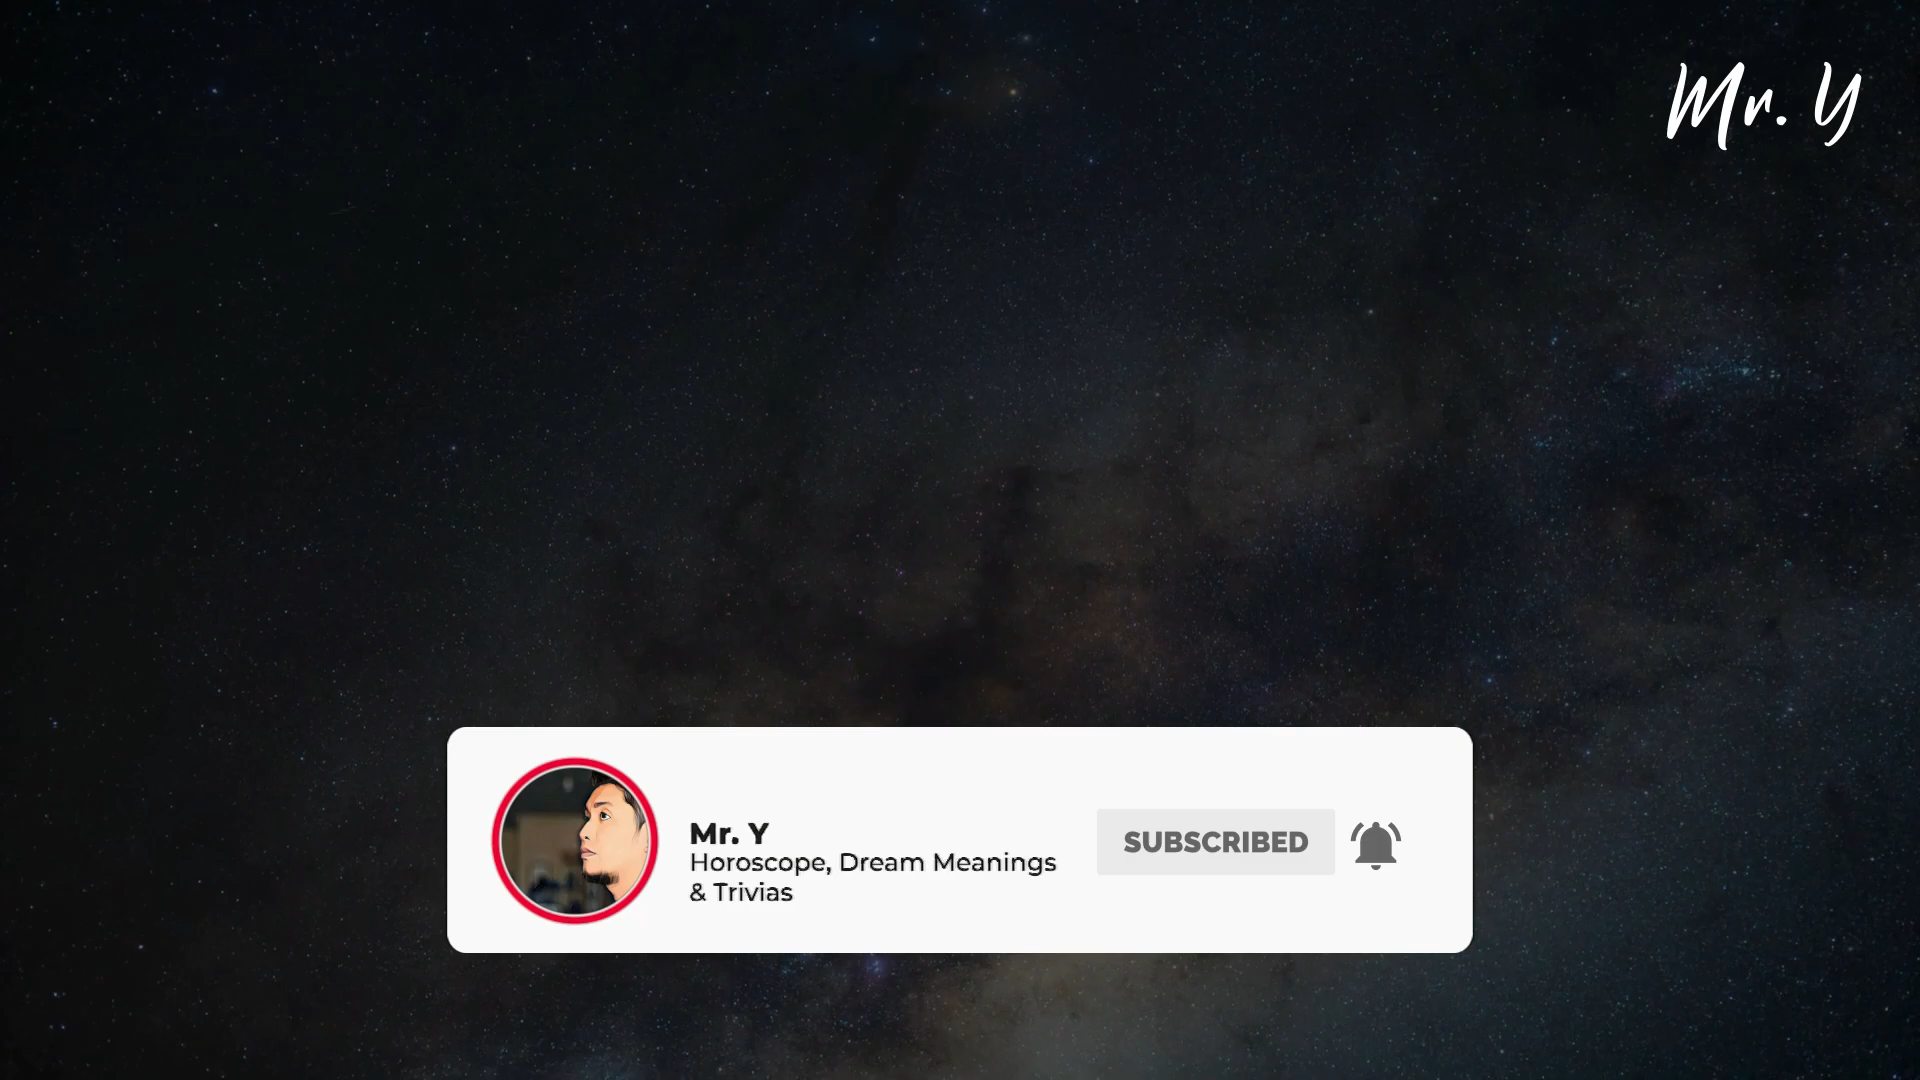 Mr. Y
Mr. Y
Horoscope, Dream Meanings
& Trivias
SUBSCRIBED